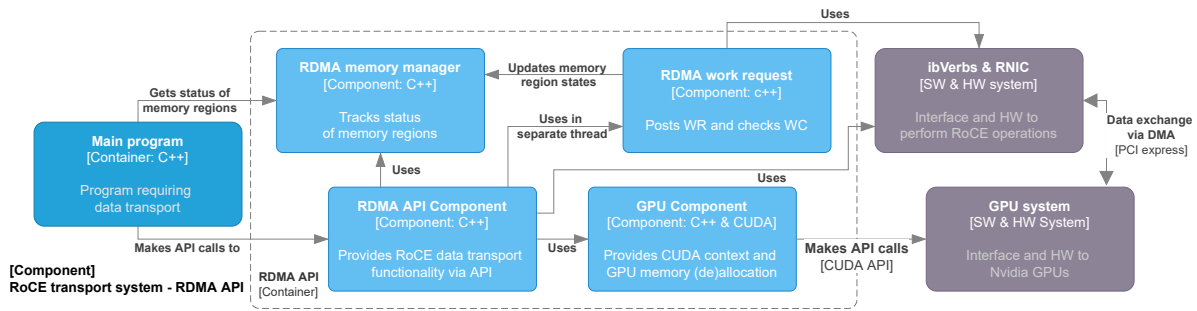 Uses
RDMA memory manager
[Component: C++]
Tracks status
of memory regions
Updates memory
region states
RDMA work request
[Component: c++]
Posts WR and checks WC
ibVerbs & RNIC
[SW & HW system]
Interface and HW to
perform RoCE operations
Gets status of
memory regions
Main program
[Container: C++]
Program requiring
data transport
Uses in
separate thread
Data exchange
via DMA
[PCI express]
Uses
Uses
RDMA API Component
[Component: C++]
Provides RoCE data transport
functionality via API
GPU Component
[Component: C++ & CUDA]
Provides CUDA context and
GPU memory (de)allocation
GPU system
[SW & HW System]
Interface and HW to
Nvidia GPUs
Makes API calls to
Uses
Makes API calls
[CUDA API]
[Component]
RoCE transport system - RDMA API
RDMA API
[Container]